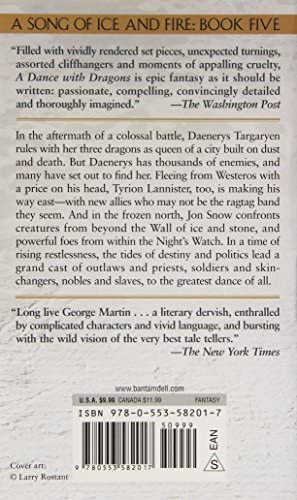 A SONG OF ICE AND FIRE: BOOK FIVE
"Filled with vividly rendered set pieces, unexpected turnings,
assorted cliffhangers and moments of appalling cruelty,
A Dance with Dragons is epic fantasy as it should be
written: passionate, compelling, convincingly detailed
and thoroughly imagined." —The Washington Post
In the aftermath of a colossal battle, Daenerys Targaryen
rules with her three dragons as queen of a city built on dust
and death. But Daenerys has thousands of enemies, and
many have set out to find her. Fleeing from Westeros with
a price on his head, Tyrion Lannister, too, is making his
way east—with new allies who may not be the ragtag band
they seem. And in the frozen north, Jon Snow confronts
creatures from beyond the Wall of ice and stone, and
powerful foes from within the Night's Watch. In a time of
rising restlessness, the tides of destiny and politics lead a
grand cast of outlaws and priests, soldiers and skin-
changers, nobles and slaves, to the greatest dance of all.
"Long live George Martin . . . a literary dervish, enthralled
by complicated characters and vivid language, and bursting
with the wild vision of the very best tale tellers."
—The New York Times
www.bantamdell.com
U.S.A. $9.99 CANADA $11.99 FANTASY
ISBN 978-0-553-58201-7
50999
9 780553 582017
S EAN
Cover art:
© Larry Rostant